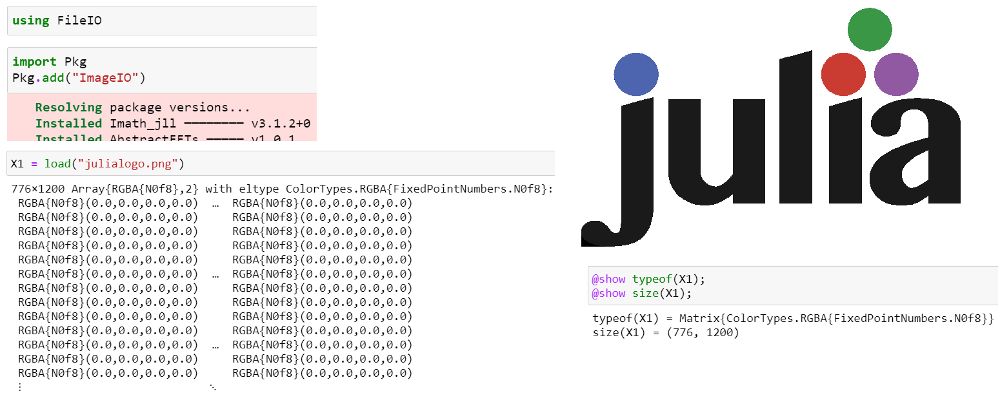 using FileIO
import Pkg
Pkg.add("ImageIO")
Resolving package versions...
Installed Imath_jll ──────── v3.1.2+0
Installed AbstractFFTs ───── v1.0.1
X1 = load("julialogo.png")
776×1200 Array{RGBA{N0f8},2} with eltype ColorTypes.RGBA{FixedPointNumbers.N0f8}:
RGBA{N0f8}(0.0,0.0,0.0,0.0)  …  RGBA{N0f8}(0.0,0.0,0.0,0.0)
RGBA{N0f8}(0.0,0.0,0.0,0.0)     RGBA{N0f8}(0.0,0.0,0.0,0.0)
RGBA{N0f8}(0.0,0.0,0.0,0.0)     RGBA{N0f8}(0.0,0.0,0.0,0.0)
RGBA{N0f8}(0.0,0.0,0.0,0.0)     RGBA{N0f8}(0.0,0.0,0.0,0.0)
RGBA{N0f8}(0.0,0.0,0.0,0.0)     RGBA{N0f8}(0.0,0.0,0.0,0.0)
RGBA{N0f8}(0.0,0.0,0.0,0.0)  …  RGBA{N0f8}(0.0,0.0,0.0,0.0)
RGBA{N0f8}(0.0,0.0,0.0,0.0)     RGBA{N0f8}(0.0,0.0,0.0,0.0)
RGBA{N0f8}(0.0,0.0,0.0,0.0)     RGBA{N0f8}(0.0,0.0,0.0,0.0)
RGBA{N0f8}(0.0,0.0,0.0,0.0)     RGBA{N0f8}(0.0,0.0,0.0,0.0)
RGBA{N0f8}(0.0,0.0,0.0,0.0)     RGBA{N0f8}(0.0,0.0,0.0,0.0)
RGBA{N0f8}(0.0,0.0,0.0,0.0)  …  RGBA{N0f8}(0.0,0.0,0.0,0.0)
RGBA{N0f8}(0.0,0.0,0.0,0.0)     RGBA{N0f8}(0.0,0.0,0.0,0.0)
RGBA{N0f8}(0.0,0.0,0.0,0.0)     RGBA{N0f8}(0.0,0.0,0.0,0.0)
⋮                            ⋱
julia
@show typeof(X1);
@show size(X1);
typeof(X1) = Matrix{ColorTypes.RGBA{FixedPointNumbers.N0f8}}
size(X1) = (776, 1200)